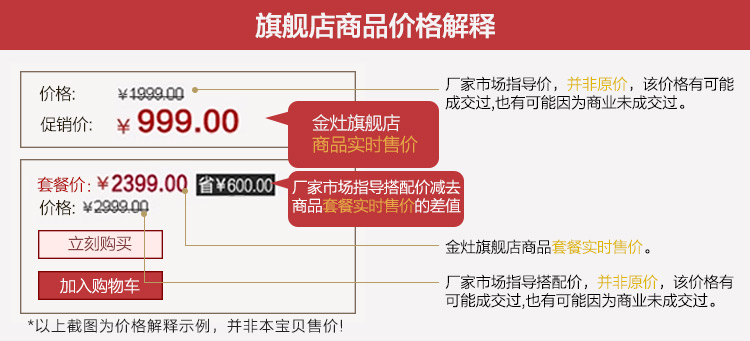 旗舰店商品价格解释
价格: ￥1999.00
促销价: ￥ 999.00
金灶旗舰店
商品实时售价
厂家市场指导价，并非原价，该价格有可能
成交过,也有可能因为商业未成交过。
套餐价: ￥2399.00 省￥600.00
价格: ￥2999.00
厂家市场指导搭配价减去
商品套餐实时售价的差值
立刻购买
加入购物车
金灶旗舰店商品套餐实时售价。
厂家市场指导搭配价，并非原价，该价格有
可能成交过,也有可能因为商业未成交过。
*以上截图为价格解释示例，并非本宝贝售价!